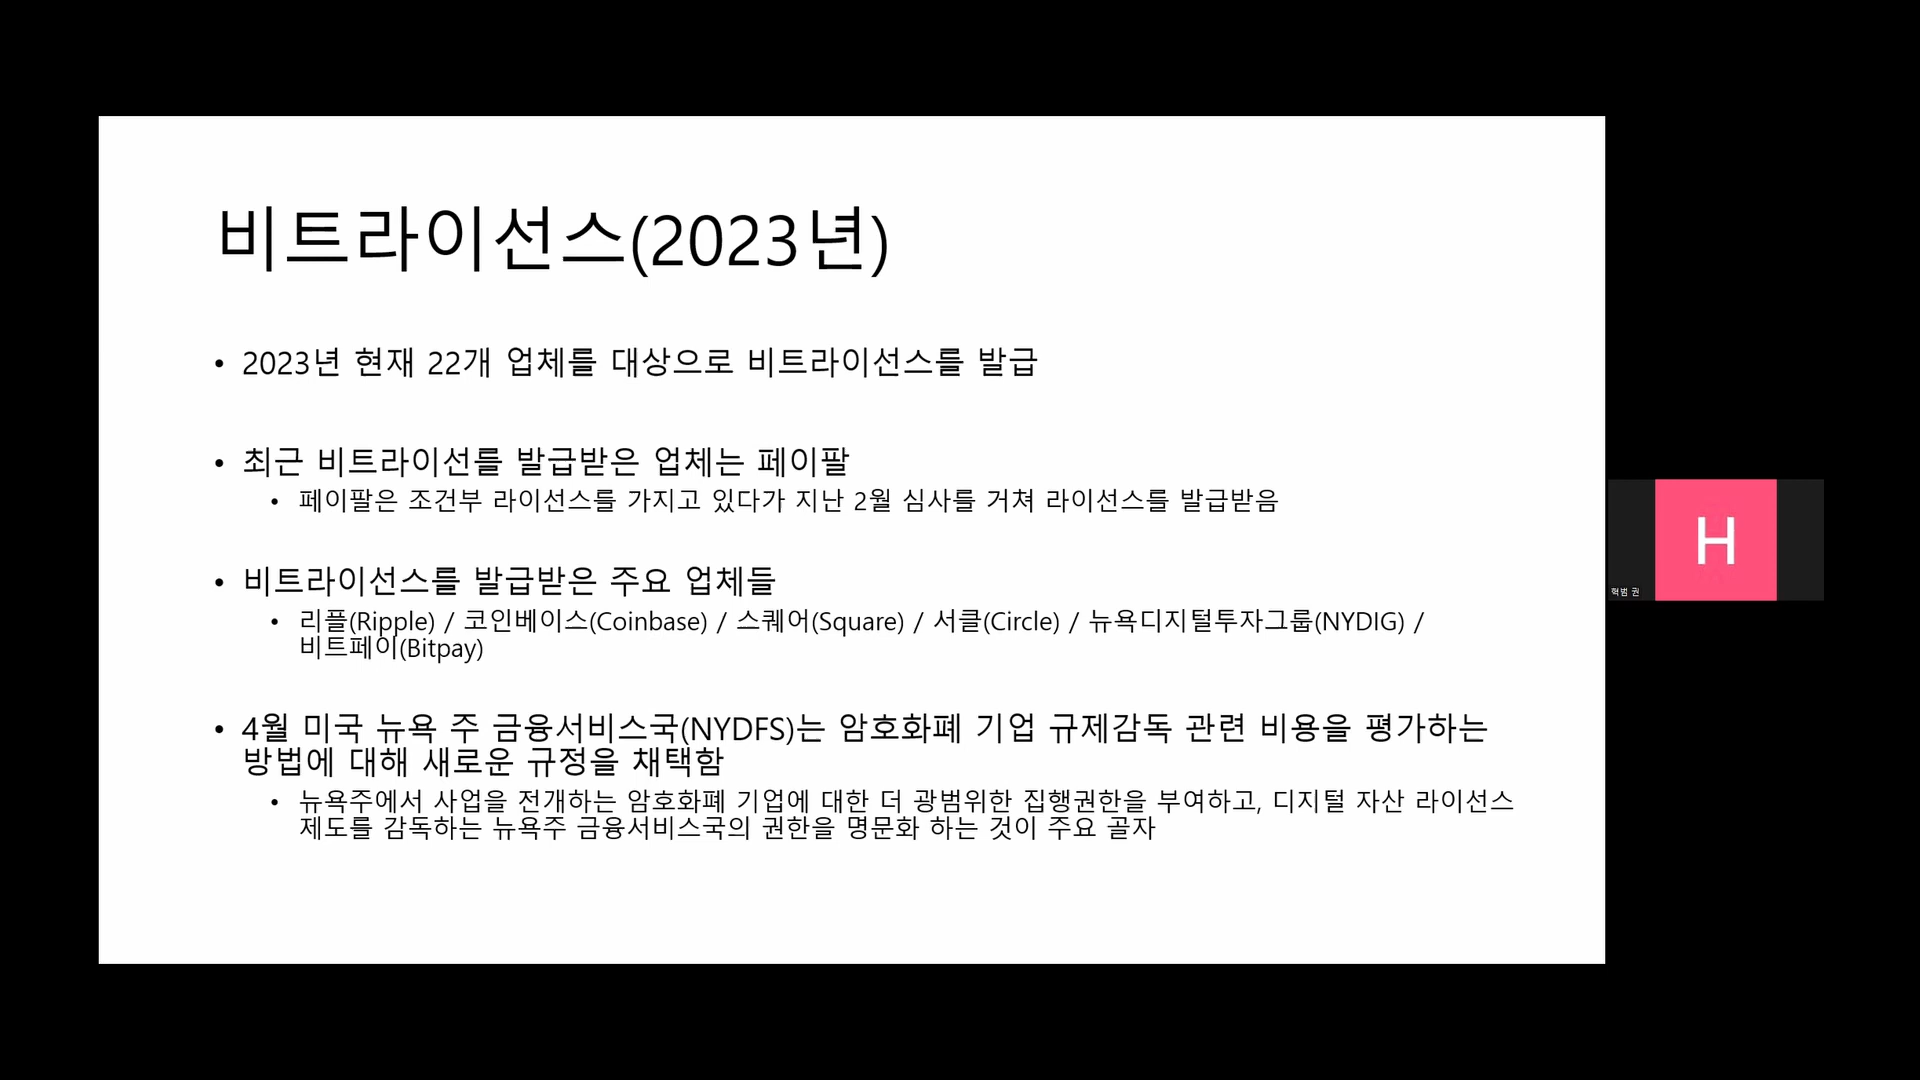 비트라이선스(2023년)
• 2023년 현재 22개 업체를 대상으로 비트라이선스를 발급
• 최근 비트라이선를 발급받은 업체는 페이팔
• 페이팔은 조건부 라이선스를 가지고 있다가 지난 2월 심사를 거쳐 라이선스를 발급받음
• 비트라이선스를 발급받은 주요 업체들
• 리플(Ripple) / 코인베이스(Coinbase) / 스퀘어(Square) / 서클(Circle) / 뉴욕디지털투자그룹(NYDIG) /
비트페이(Bitpay)
• 4월 미국 뉴욕 주 금융서비스국(NYDFS)는 암호화폐 기업 규제감독 관련 비용을 평가하는
방법에 대해 새로운 규정을 채택함
• 뉴욕주에서 사업을 전개하는 암호화폐 기업에 대한 더 광범위한 집행권한을 부여하고, 디지털 자산 라이선스
제도를 감독하는 뉴욕주 금융서비스국의 권한을 명문화 하는 것이 주요 골자
H
혁범 권